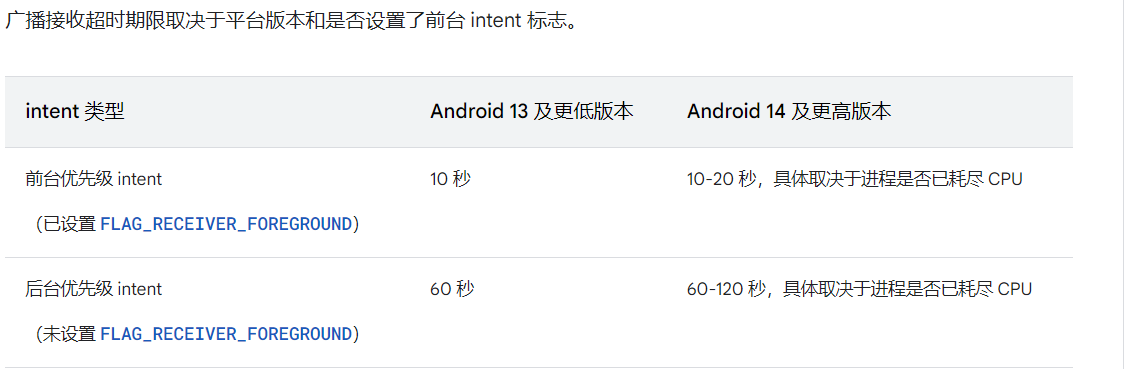 广播接收超时期限取决于平台版本和是否设置了前台 intent 标志。
intent 类型 Android 13 及更低版本 Android 14 及更高版本
前台优先级 intent 10 秒 10-20 秒，具体取决于进程是否已耗尽 CPU
（已设置 FLAG_RECEIVER_FOREGROUND）
后台优先级 intent 60 秒 60-120 秒，具体取决于进程是否已耗尽 CPU
（未设置 FLAG_RECEIVER_FOREGROUND）